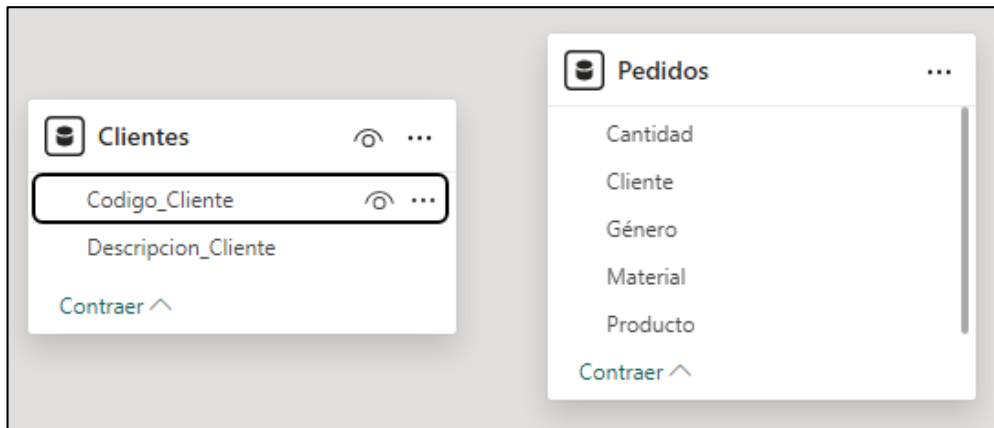 Clientes
Codigo_Cliente
Descripcion_Cliente
Contraer
Pedidos
Cantidad
Cliente
Género
Material
Producto
Contraer